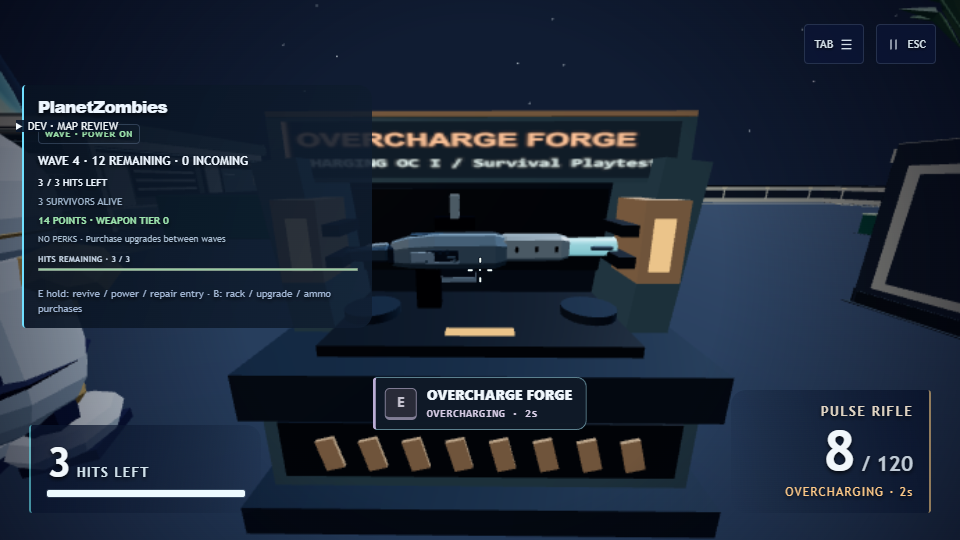 TAB ☰
II ESC
PlanetZombies
▶ DEV · MAP REVIEW
WAVE · POWER ON
WAVE 4 · 12 REMAINING · 0 INCOMING
3 / 3 HITS LEFT
3 SURVIVORS ALIVE
14 POINTS · WEAPON TIER 0
NO PERKS · Purchase upgrades between waves
HITS REMAINING · 3 / 3
E hold: revive / power / repair entry · B: rack / upgrade / ammo
purchases
OVERCHARGE FORGE
CHARGING OC I / Survival Playtest
E
OVERCHARGE FORGE
OVERCHARGING · 2s
3 HITS LEFT
PULSE RIFLE
8 / 120
OVERCHARGING · 2s